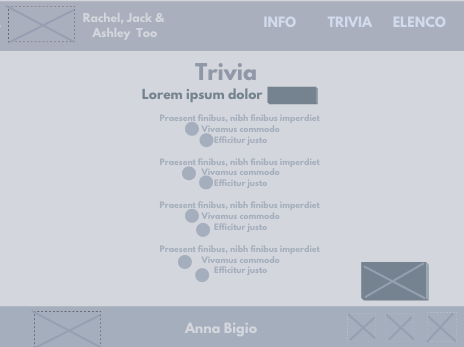 Rachel, Jack &
Ashley Too
INFO TRIVIA ELENCO
Trivia
Lorem ipsum dolor
Praesent finibus, nibh finibus imperdiet
Vivamus commodo
Efficitur justo
Praesent finibus, nibh finibus imperdiet
Vivamus commodo
Efficitur justo
Praesent finibus, nibh finibus imperdiet
Vivamus commodo
Efficitur justo
Praesent finibus, nibh finibus imperdiet
Vivamus commodo
Efficitur justo
Anna Bigio